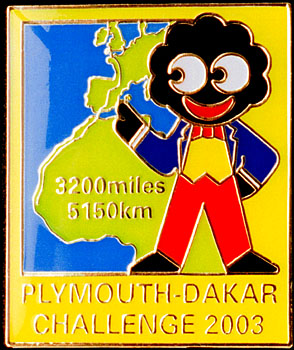 3200miles
5150km
PLYMOUTH-DAKAR
CHALLENGE 2003